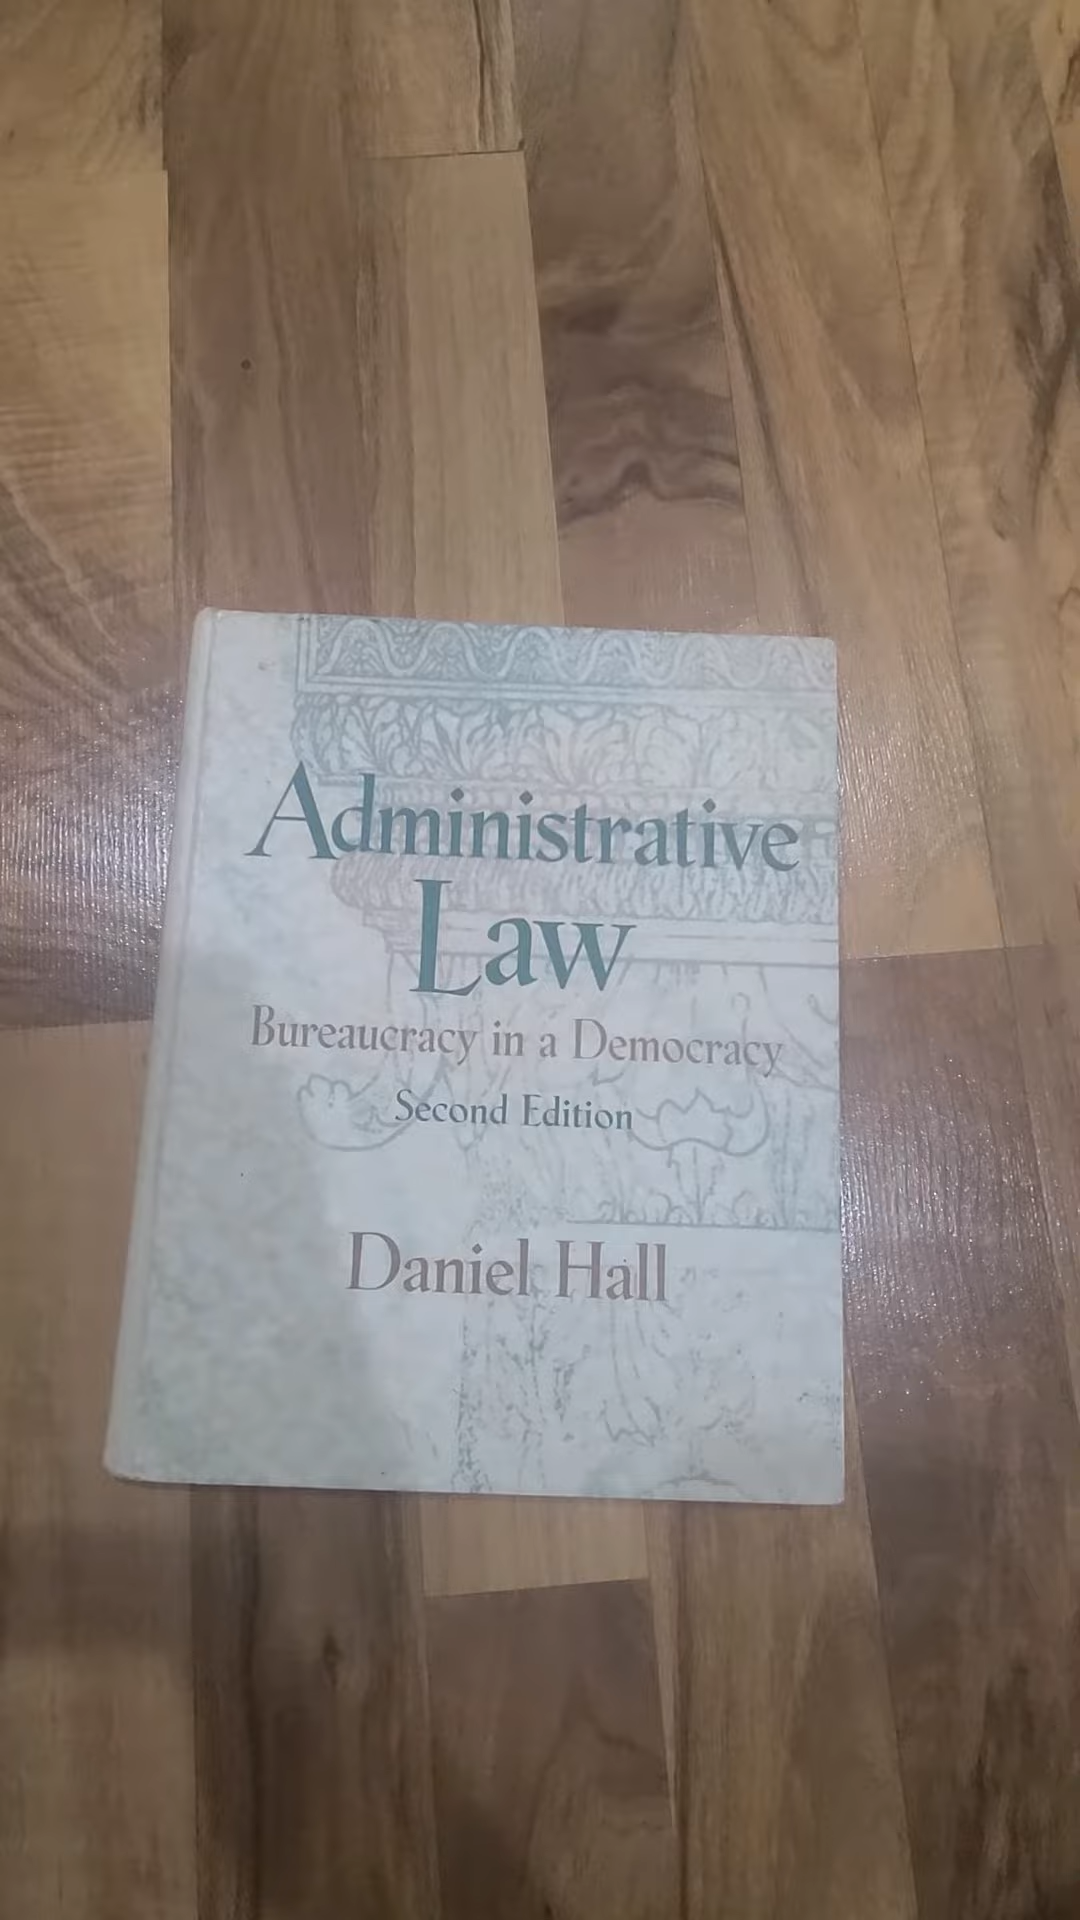 Administrative
Law
Bureaucracy in a Democracy
Second Edition
Daniel Hall